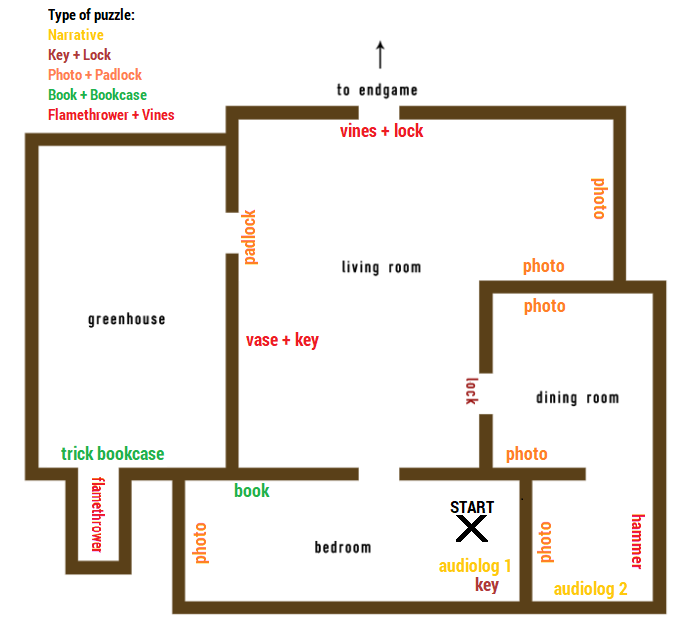 Type of puzzle:
Narrative
Key + Lock
Photo + Padlock
Book + Bookcase
Flamethrower + Vines
to endgame
vines + lock
photo
padlock
living room
photo
photo
greenhouse
vase + key
lock
dining room
trick bookcase
photo
flamethrower
book
START
photo
bedroom
photo
hammer
audiolog 1
key
audiolog 2